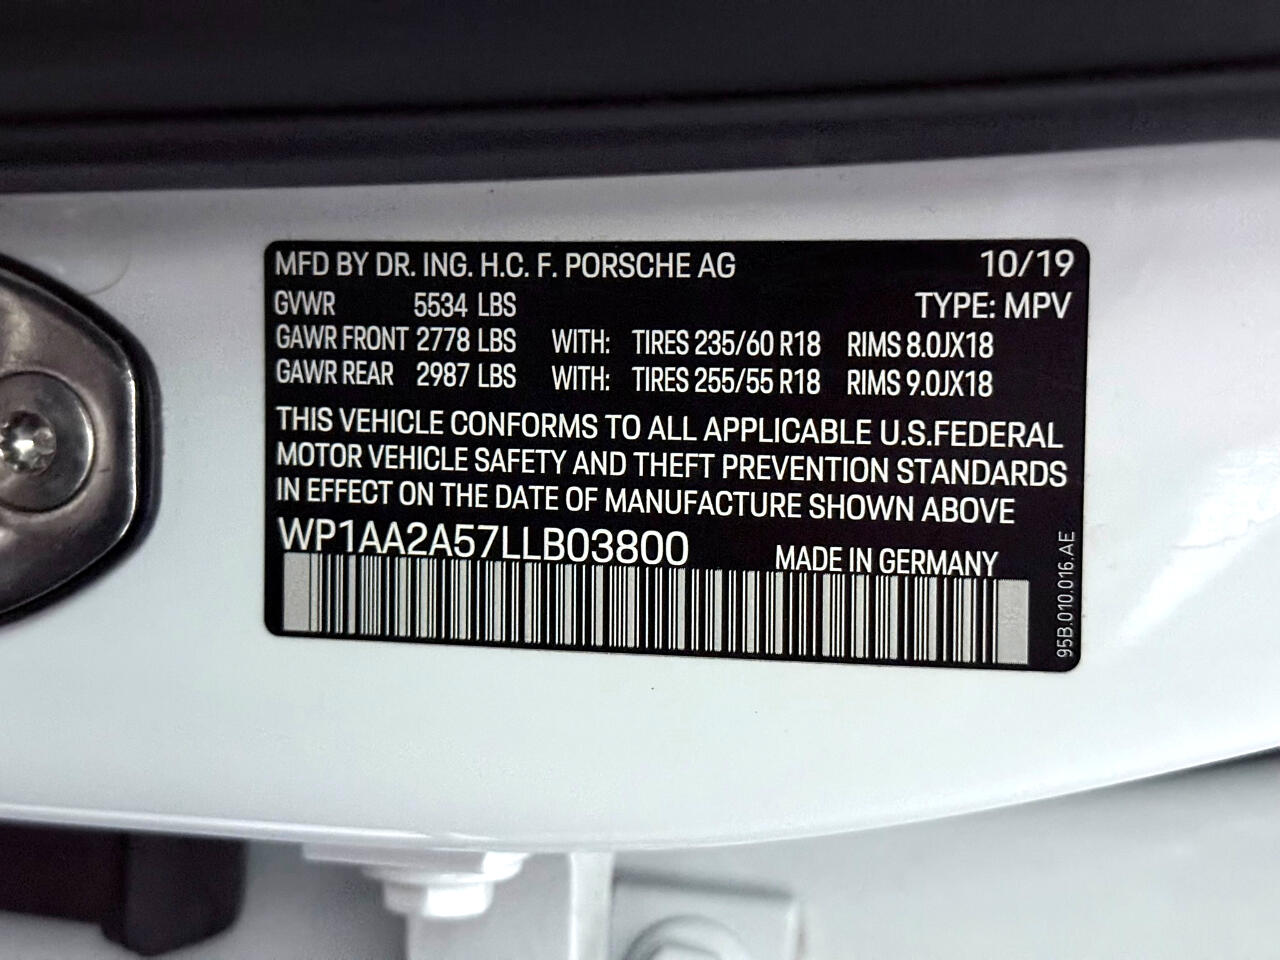 MFD BY DR. ING. H.C. F. PORSCHE AG 10/19
GVWR 5534 LBS TYPE: MPV
GAWR FRONT 2778 LBS WITH: TIRES 235/60 R18 RIMS 8.0JX18
GAWR REAR 2987 LBS WITH: TIRES 255/55 R18 RIMS 9.0JX18
THIS VEHICLE CONFORMS TO ALL APPLICABLE U.S.FEDERAL
MOTOR VEHICLE SAFETY AND THEFT PREVENTION STANDARDS
IN EFFECT ON THE DATE OF MANUFACTURE SHOWN ABOVE
WP1AA2A57LLB03800 MADE IN GERMANY
95B.010.016.AE